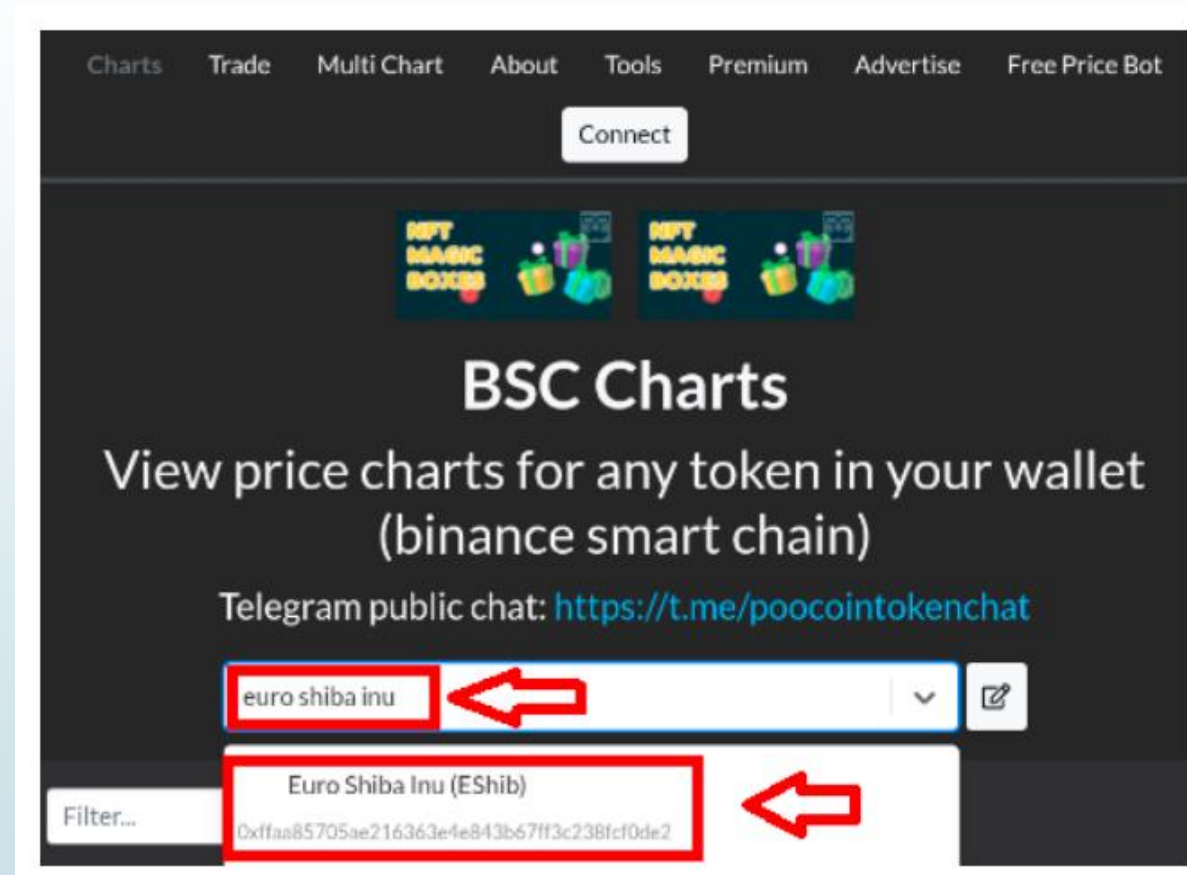 Charts Trade Multi Chart About Tools Premium Advertise Free Price Bot
Connect
NFT MAGIC BOXES NFT MAGIC BOXES
BSC Charts
View price charts for any token in your wallet
(binance smart chain)
Telegram public chat: https://t.me/poocointokenchat
euro shiba inu
Euro Shiba Inu (EShib)
Filter...
0xffaa85705ae216363e4e843b67ff3c238fcf0de2